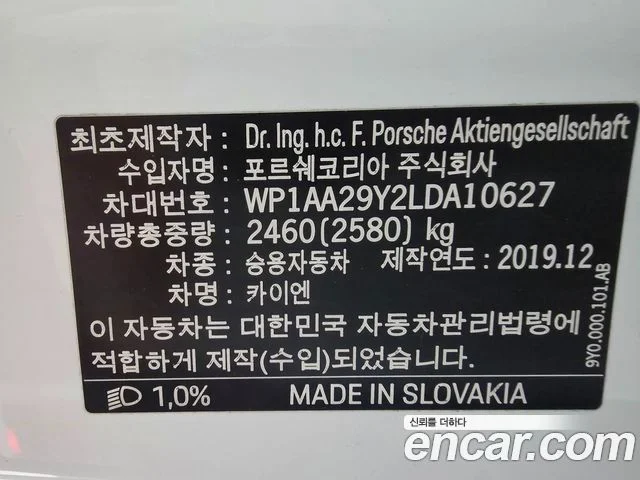 최초제작자 : Dr. Ing. h.c. F. Porsche Aktiengesellschaft
수입자명 : 포르쉐코리아 주식회사
차대번호 : WP1AA29Y2LDA10627
차량총중량 : 2460(2580) kg
차종 : 승용자동차 제작연도 : 2019.12
차명 : 카이엔
이 자동차는 대한민국 자동차관리법령에
적합하게 제작(수입)되었습니다.
1,0% MADE IN SLOVAKIA
9Y0.000.101.AB
신뢰를 더하다
encar.com